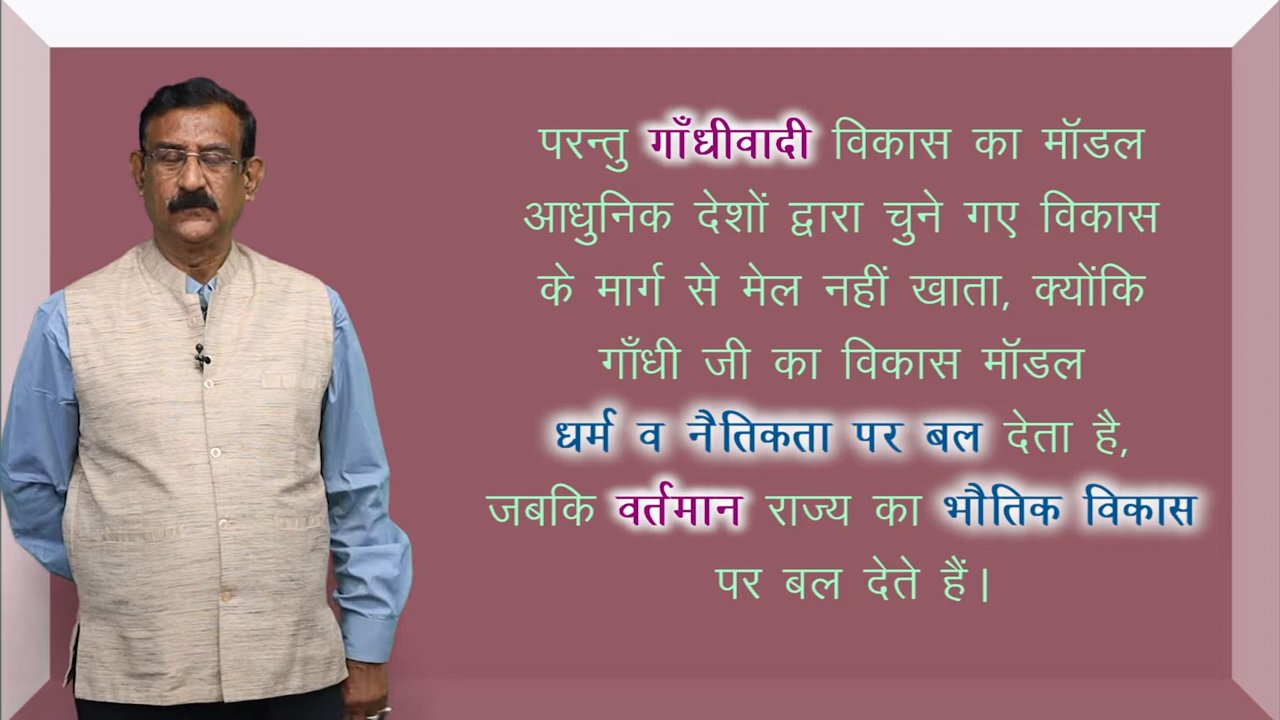 परन्तु गाँधीवादी विकास का मॉडल
आधुनिक देशों द्वारा चुने गए विकास
के मार्ग से मेल नहीं खाता, क्योंकि
गाँधी जी का विकास मॉडल
धर्म व नैतिकता पर बल देता है,
जबकि वर्तमान राज्य का भौतिक विकास
पर बल देते हैं।